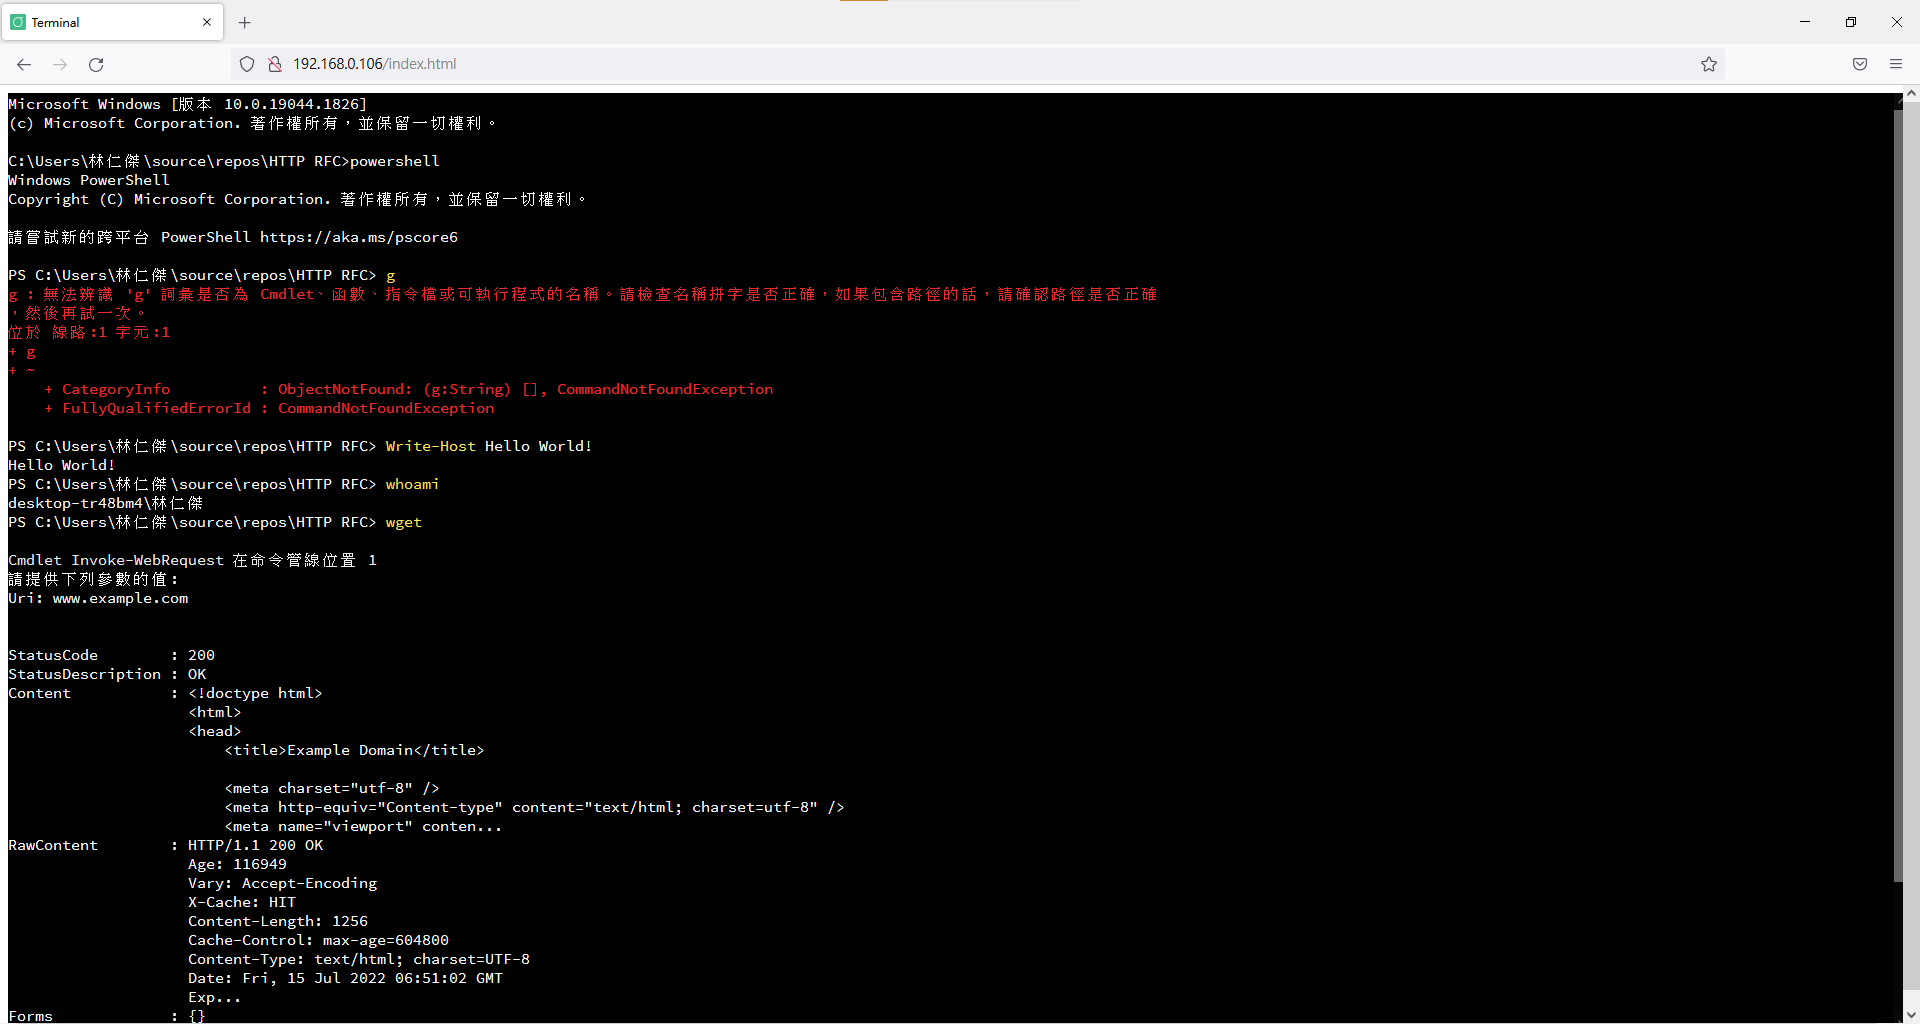 Terminal
192.168.0.106/index.html
Microsoft Windows [版本 10.0.19044.1826]
(c) Microsoft Corporation. 著作權所有，並保留一切權利。
C:\Users\林仁傑\source\repos\HTTP RFC>powershell
Windows PowerShell
Copyright (C) Microsoft Corporation. 著作權所有，並保留一切權利。
請嘗試新的跨平台 PowerShell https://aka.ms/pscore6
PS C:\Users\林仁傑\source\repos\HTTP RFC> g
g : 無法辨識 'g' 詞彙是否為 Cmdlet、函數、指令檔或可執行程式的名稱。請檢查名稱拼字是否正確，如果包含路徑的話，請確認路徑是否正確
，然後再試一次。
位於 線路:1 字元:1
+ g
+ ~
    + CategoryInfo          : ObjectNotFound: (g:String) [], CommandNotFoundException
    + FullyQualifiedErrorId : CommandNotFoundException
PS C:\Users\林仁傑\source\repos\HTTP RFC> Write-Host Hello World!
Hello World!
PS C:\Users\林仁傑\source\repos\HTTP RFC> whoami
desktop-tr48bm4\林仁傑
PS C:\Users\林仁傑\source\repos\HTTP RFC> wget
Cmdlet Invoke-WebRequest 在命令管線位置 1
請提供下列參數的值:
Uri: www.example.com
StatusCode        : 200
StatusDescription : OK
Content           : <!doctype html>
                    <html>
                    <head>
                        <title>Example Domain</title>
                        <meta charset="utf-8" />
                        <meta http-equiv="Content-type" content="text/html; charset=utf-8" />
                        <meta name="viewport" conten...
RawContent        : HTTP/1.1 200 OK
                    Age: 116949
                    Vary: Accept-Encoding
                    X-Cache: HIT
                    Content-Length: 1256
                    Cache-Control: max-age=604800
                    Content-Type: text/html; charset=UTF-8
                    Date: Fri, 15 Jul 2022 06:51:02 GMT
                    Exp...
Forms             : {}